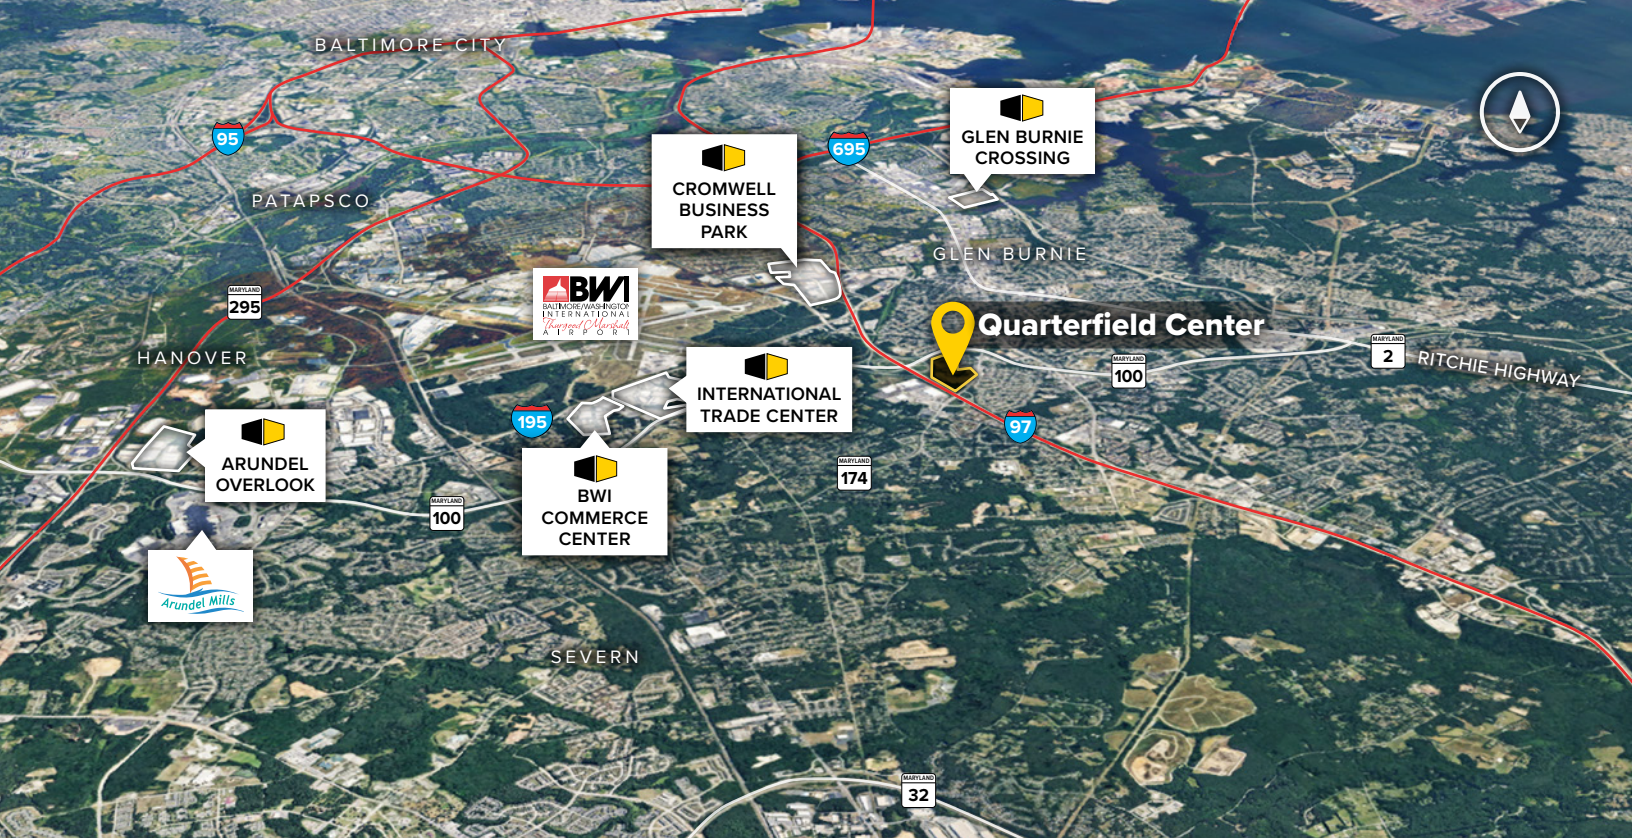 BALTIMORE CITY
95
695
GLEN BURNIE
CROSSING
CROMWELL
BUSINESS
PARK
PATAPSCO
GLEN BURNIE
BWI
BALTIMORE/WASHINGTON
INTERNATIONAL
Thurgood Marshall
AIRPORT
MARYLAND
295
Quarterfield Center
HANOVER
MARYLAND
2
RITCHIE HIGHWAY
MARYLAND
100
INTERNATIONAL
TRADE CENTER
195
97
ARUNDEL
OVERLOOK
MARYLAND
174
MARYLAND
100
BWI
COMMERCE
CENTER
Arundel Mills
SEVERN
MARYLAND
32